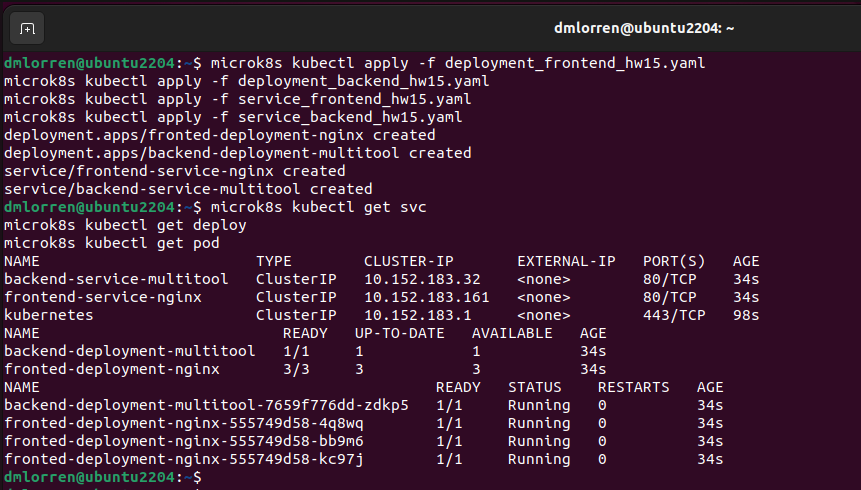 dmlorren@ubuntu2204: ~
dmlorren@ubuntu2204:~$ microk8s kubectl apply -f deployment_frontend_hw15.yaml
microk8s kubectl apply -f deployment_backend_hw15.yaml
microk8s kubectl apply -f service_frontend_hw15.yaml
microk8s kubectl apply -f service_backend_hw15.yaml
deployment.apps/fronted-deployment-nginx created
deployment.apps/backend-deployment-multitool created
service/frontend-service-nginx created
service/backend-service-multitool created
dmlorren@ubuntu2204:~$ microk8s kubectl get svc
microk8s kubectl get deploy
microk8s kubectl get pod
NAME TYPE CLUSTER-IP EXTERNAL-IP PORT(S) AGE
backend-service-multitool ClusterIP 10.152.183.32 <none> 80/TCP 34s
frontend-service-nginx ClusterIP 10.152.183.161 <none> 80/TCP 34s
kubernetes ClusterIP 10.152.183.1 <none> 443/TCP 98s
NAME READY UP-TO-DATE AVAILABLE AGE
backend-deployment-multitool 1/1 1 1 34s
fronted-deployment-nginx 3/3 3 3 34s
NAME READY STATUS RESTARTS AGE
backend-deployment-multitool-7659f776dd-zdkp5 1/1 Running 0 34s
fronted-deployment-nginx-555749d58-4q8wq 1/1 Running 0 34s
fronted-deployment-nginx-555749d58-bb9m6 1/1 Running 0 34s
fronted-deployment-nginx-555749d58-kc97j 1/1 Running 0 34s
dmlorren@ubuntu2204:~$